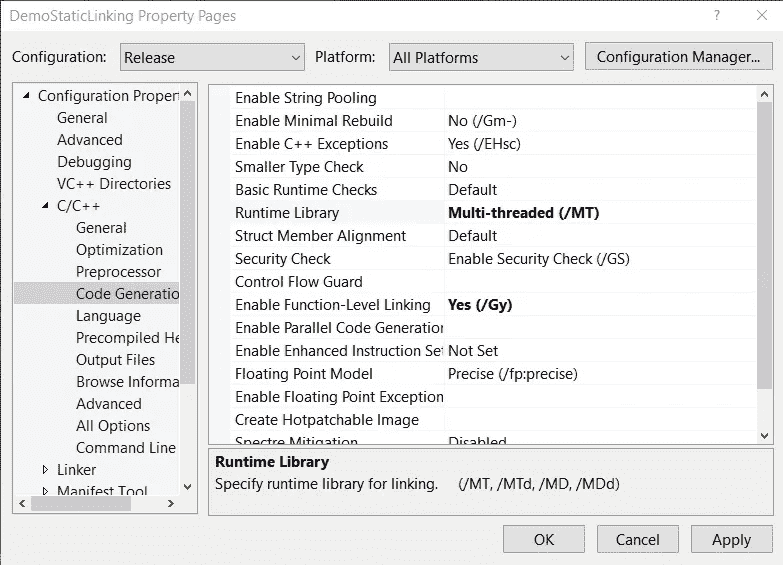 DemoStaticLinking Property Pages ? ×
Configuration: Release Platform: All Platforms Configuration Manager...
Configuration Propert
General
Advanced
Debugging
VC++ Directories
C/C++
General
Optimization
Preprocessor
Code Generatio
Language
Precompiled He
Output Files
Browse Informa
Advanced
All Options
Command Line
Linker
Manifest Tool
Enable String Pooling
Enable Minimal Rebuild No (/Gm-)
Enable C++ Exceptions Yes (/EHsc)
Smaller Type Check No
Basic Runtime Checks Default
Runtime Library Multi-threaded (/MT)
Struct Member Alignment Default
Security Check Enable Security Check (/GS)
Control Flow Guard
Enable Function-Level Linking Yes (/Gy)
Enable Parallel Code Generation
Enable Enhanced Instruction Set Not Set
Floating Point Model Precise (/fp:precise)
Enable Floating Point Exception
Create Hotpatchable Image
Spectre Mitigation Disabled
Runtime Library
Specify runtime library for linking. (/MT, /MTd, /MD, /MDd)
OK Cancel Apply